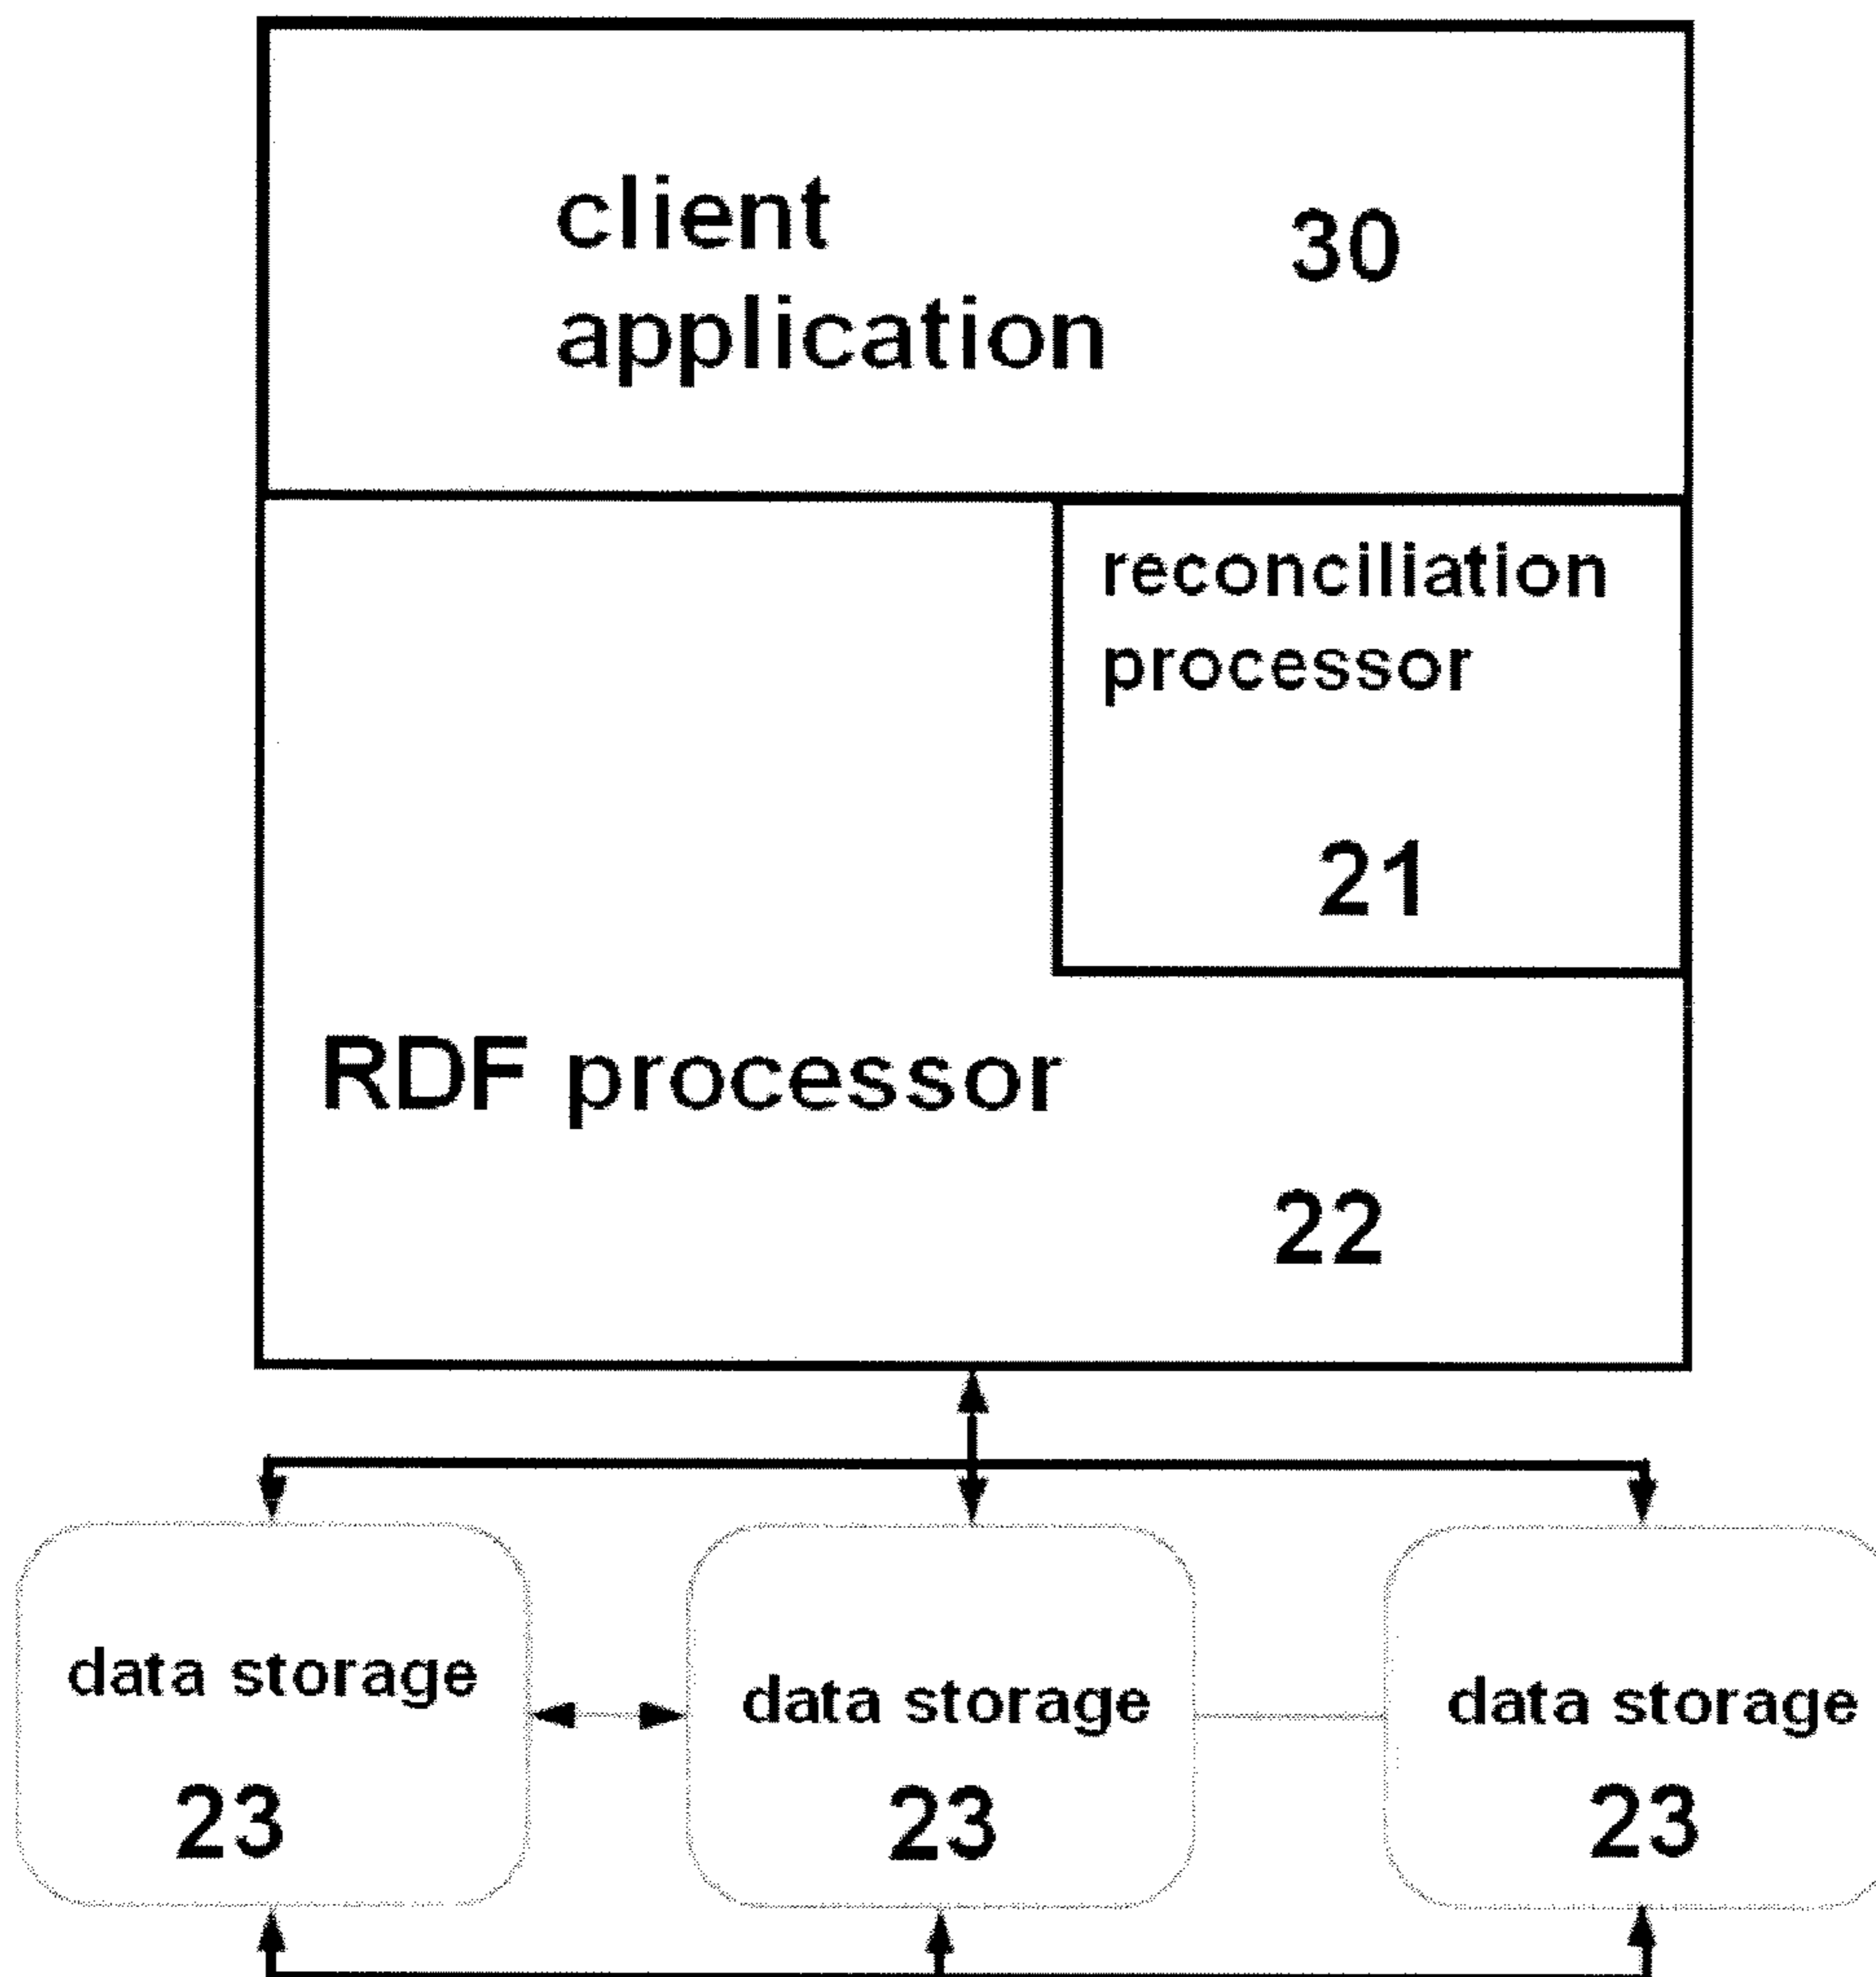 client
application
30
reconciliation
processor
21
RDF processor
22
data storage
data storage
data storage
23
23
23